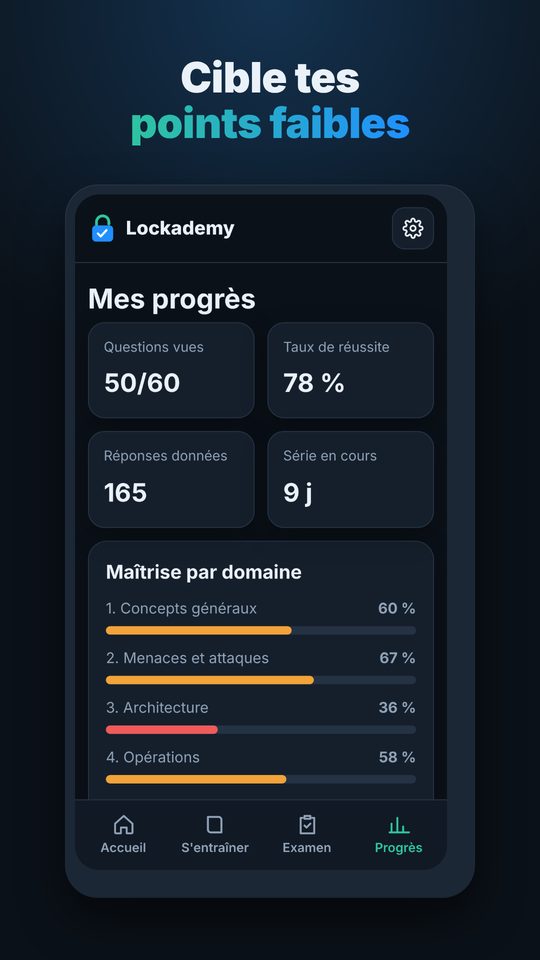 Cible tes
points faibles
Lockademy
Mes progrès
Questions vues
50/60
Taux de réussite
78 %
Réponses données
165
Série en cours
9 j
Maîtrise par domaine
1. Concepts généraux 60 %
2. Menaces et attaques 67 %
3. Architecture 36 %
4. Opérations 58 %
Accueil S'entraîner Examen Progrès